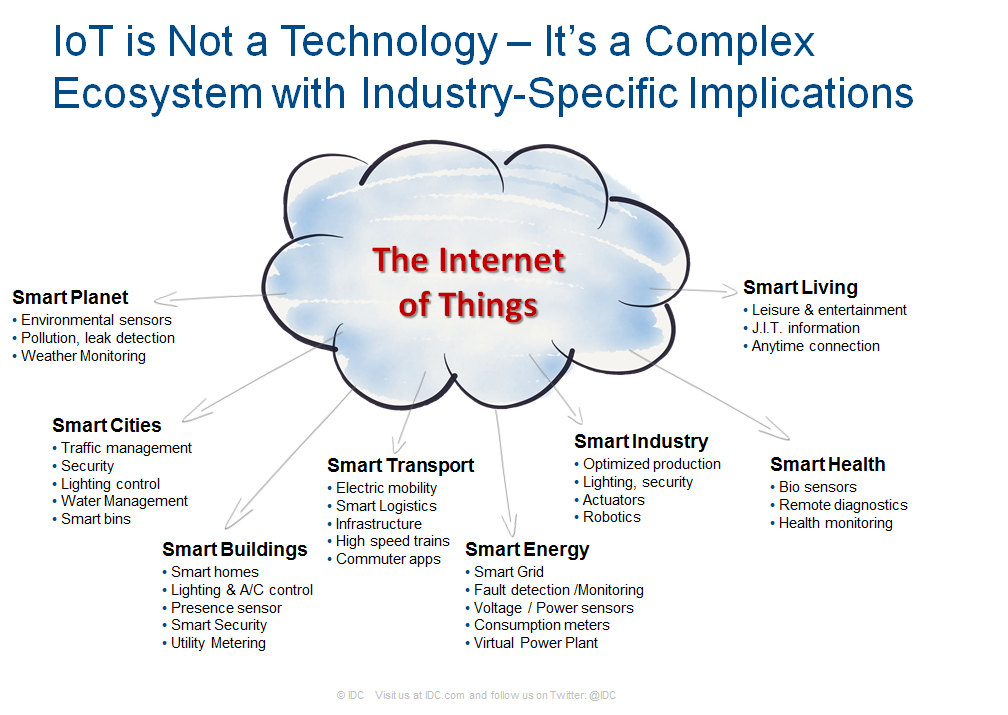 IoT is Not a Technology – It's a Complex
Ecosystem with Industry-Specific Implications
The Internet
of Things
Smart Planet
• Environmental sensors
• Pollution, leak detection
• Weather Monitoring
Smart Living
• Leisure & entertainment
• J.I.T. information
• Anytime connection
Smart Cities
• Traffic management
• Security
• Lighting control
• Water Management
• Smart bins
Smart Transport
• Electric mobility
• Smart Logistics
• Infrastructure
• High speed trains
• Commuter apps
Smart Industry
• Optimized production
• Lighting, security
• Actuators
• Robotics
Smart Health
• Bio sensors
• Remote diagnostics
• Health monitoring
Smart Buildings
• Smart homes
• Lighting & A/C control
• Presence sensor
• Smart Security
• Utility Metering
Smart Energy
• Smart Grid
• Fault detection /Monitoring
• Voltage / Power sensors
• Consumption meters
• Virtual Power Plant
© IDC Visit us at IDC.com and follow us on Twitter: @IDC